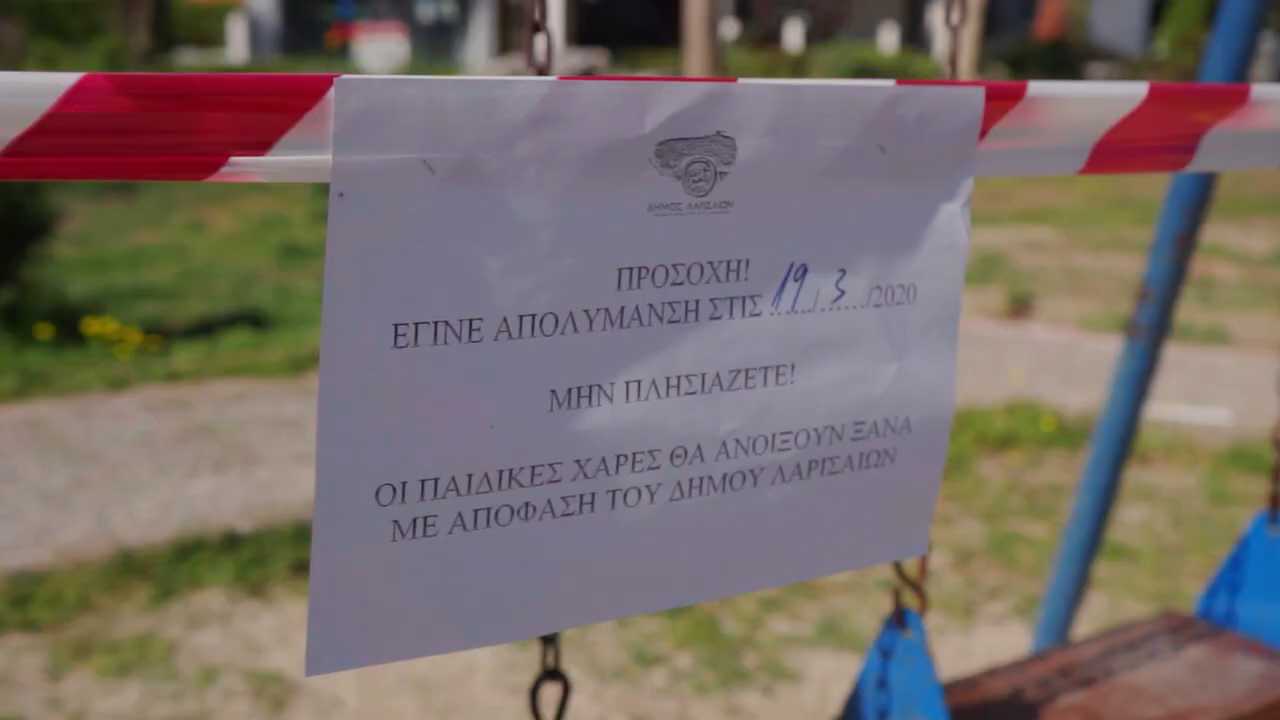 ΔΗΜΟΣ ΛΑΡΙΣΑΙΩΝ
ΠΡΟΣΟΧΗ!
ΕΓΙΝΕ ΑΠΟΛΥΜΑΝΣΗ ΣΤΙΣ 19/3/2020
ΜΗΝ ΠΛΗΣΙΑΖΕΤΕ!
ΟΙ ΠΑΙΔΙΚΕΣ ΧΑΡΕΣ ΘΑ ΑΝΟΙΞΟΥΝ ΞΑΝΑ
ΜΕ ΑΠΟΦΑΣΗ ΤΟΥ ΔΗΜΟΥ ΛΑΡΙΣΑΙΩΝ